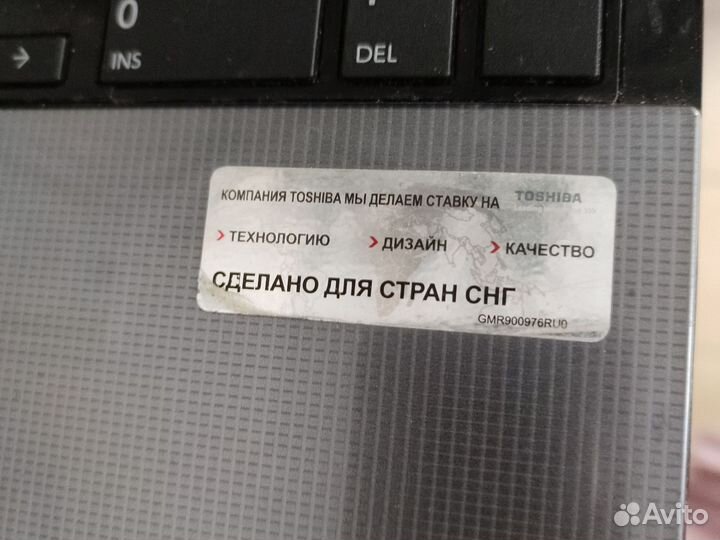 0
INS
DEL
КОМПАНИЯ TOSHIBA МЫ ДЕЛАЕМ СТАВКУ НА TOSHIBA
ТЕХНОЛОГИЮ ДИЗАЙН КАЧЕСТВО
СДЕЛАНО ДЛЯ СТРАН СНГ
GMR900976RU0
Avito